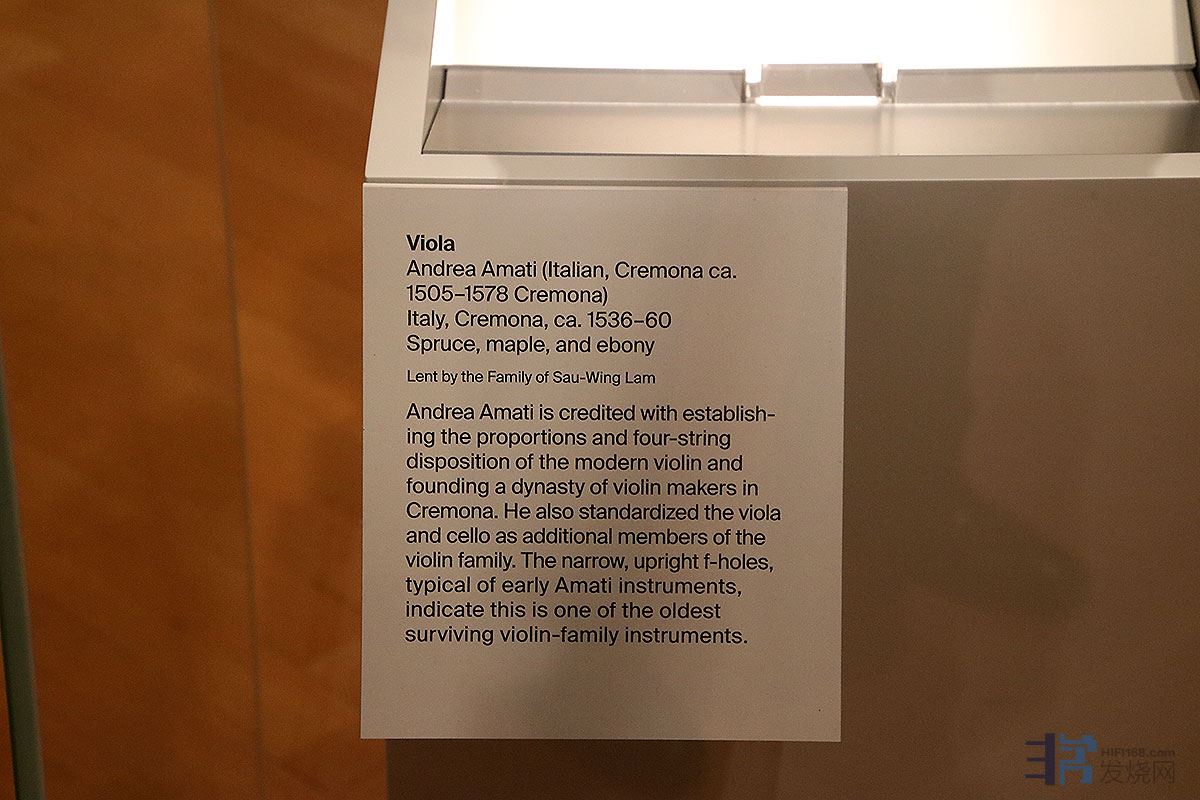 Viola
Andrea Amati (Italian, Cremona ca.
1505–1578 Cremona)
Italy, Cremona, ca. 1536–60
Spruce, maple, and ebony
Lent by the Family of Sau-Wing Lam
Andrea Amati is credited with establish-
ing the proportions and four-string
disposition of the modern violin and
founding a dynasty of violin makers in
Cremona. He also standardized the viola
and cello as additional members of the
violin family. The narrow, upright f-holes,
typical of early Amati instruments,
indicate this is one of the oldest
surviving violin-family instruments.
HIFI168.com
发烧网